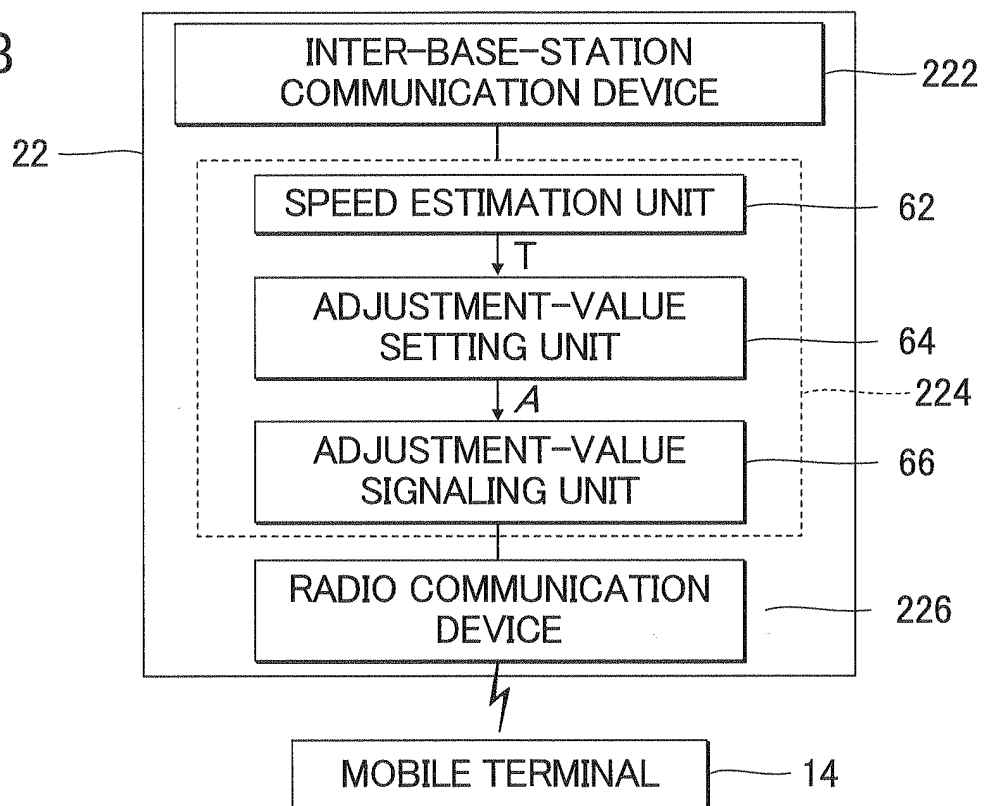 B
INTER-BASE-STATION
COMMUNICATION DEVICE
222
22
SPEED ESTIMATION UNIT
62
T
ADJUSTMENT-VALUE
SETTING UNIT
64
224
A
ADJUSTMENT-VALUE
SIGNALING UNIT
66
RADIO COMMUNICATION
DEVICE
226
MOBILE TERMINAL
14